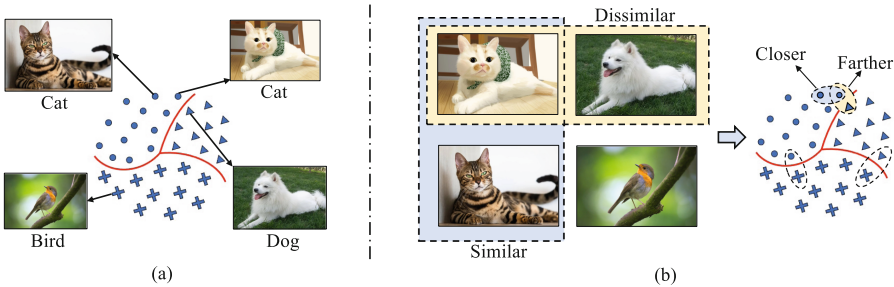 Cat
Cat
Bird
Dog
(a)
Dissimilar
Similar
Closer
Farther
(b)